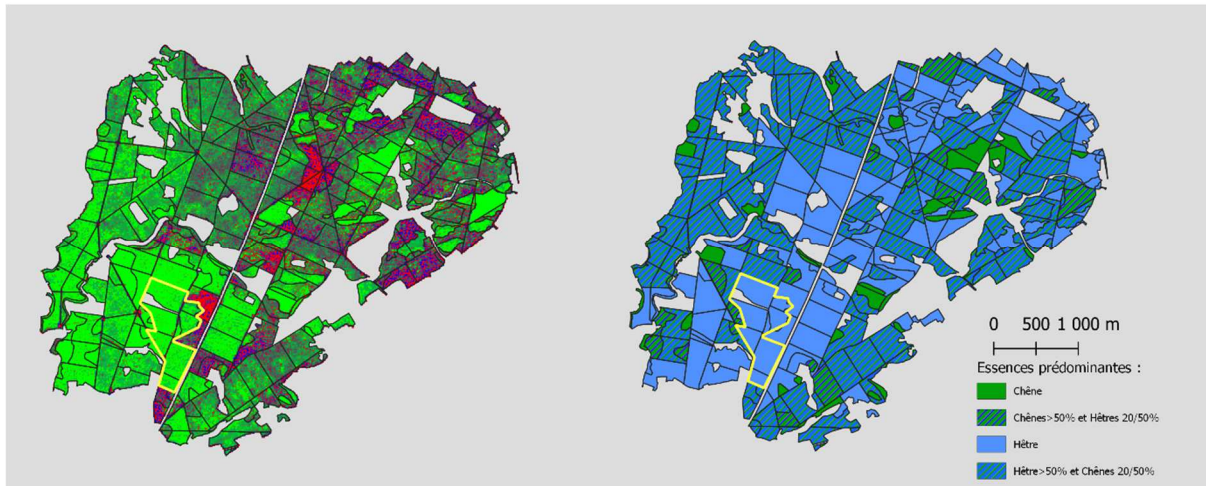 0 500 1 000 m
Essences prédominantes :
Chêne
Chênes>50% et Hêtres 20/50%
Hêtre
Hêtre>50% et Chênes 20/50%